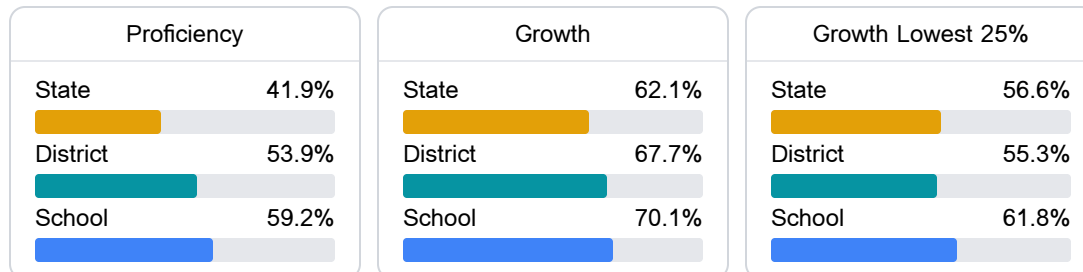 Proficiency
State 41.9%
District 53.9%
School 59.2%
Growth
State 62.1%
District 67.7%
School 70.1%
Growth Lowest 25%
State 56.6%
District 55.3%
School 61.8%